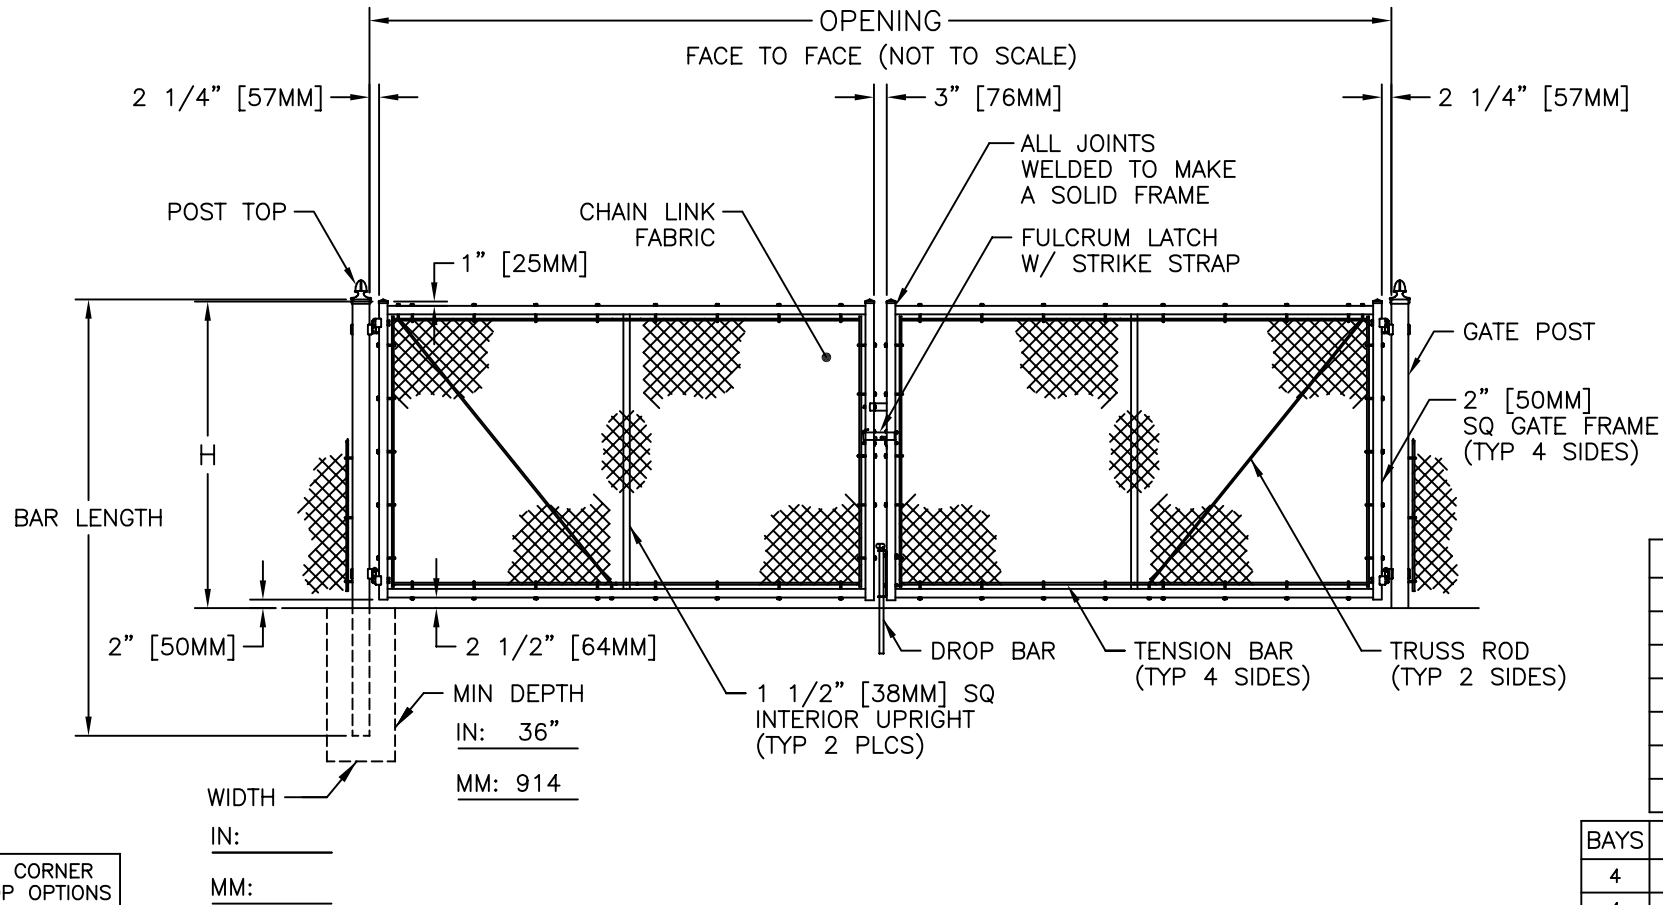 OPENING
FACE TO FACE (NOT TO SCALE)
2 1/4” [57MM]
3” [76MM]
2 1/4” [57MM]
ALL JOINTS
WELDED TO MAKE
A SOLID FRAME
POST TOP
CHAIN LINK
FABRIC
FULCRUM LATCH
W/ STRIKE STRAP
1” [25MM]
GATE POST
2” [50MM]
SQ GATE FRAME
(TYP 4 SIDES)
H
BAR LENGTH
2” [50MM]
2 1/2” [64MM]
DROP BAR
TENSION BAR
(TYP 4 SIDES)
TRUSS ROD
(TYP 2 SIDES)
MIN DEPTH
IN: 36”
MM: 914
1 1/2” [38MM] SQ
INTERIOR UPRIGHT
(TYP 2 PLCS)
WIDTH
IN:
MM:
CORNER
OP OPTIONS
BAYS
4